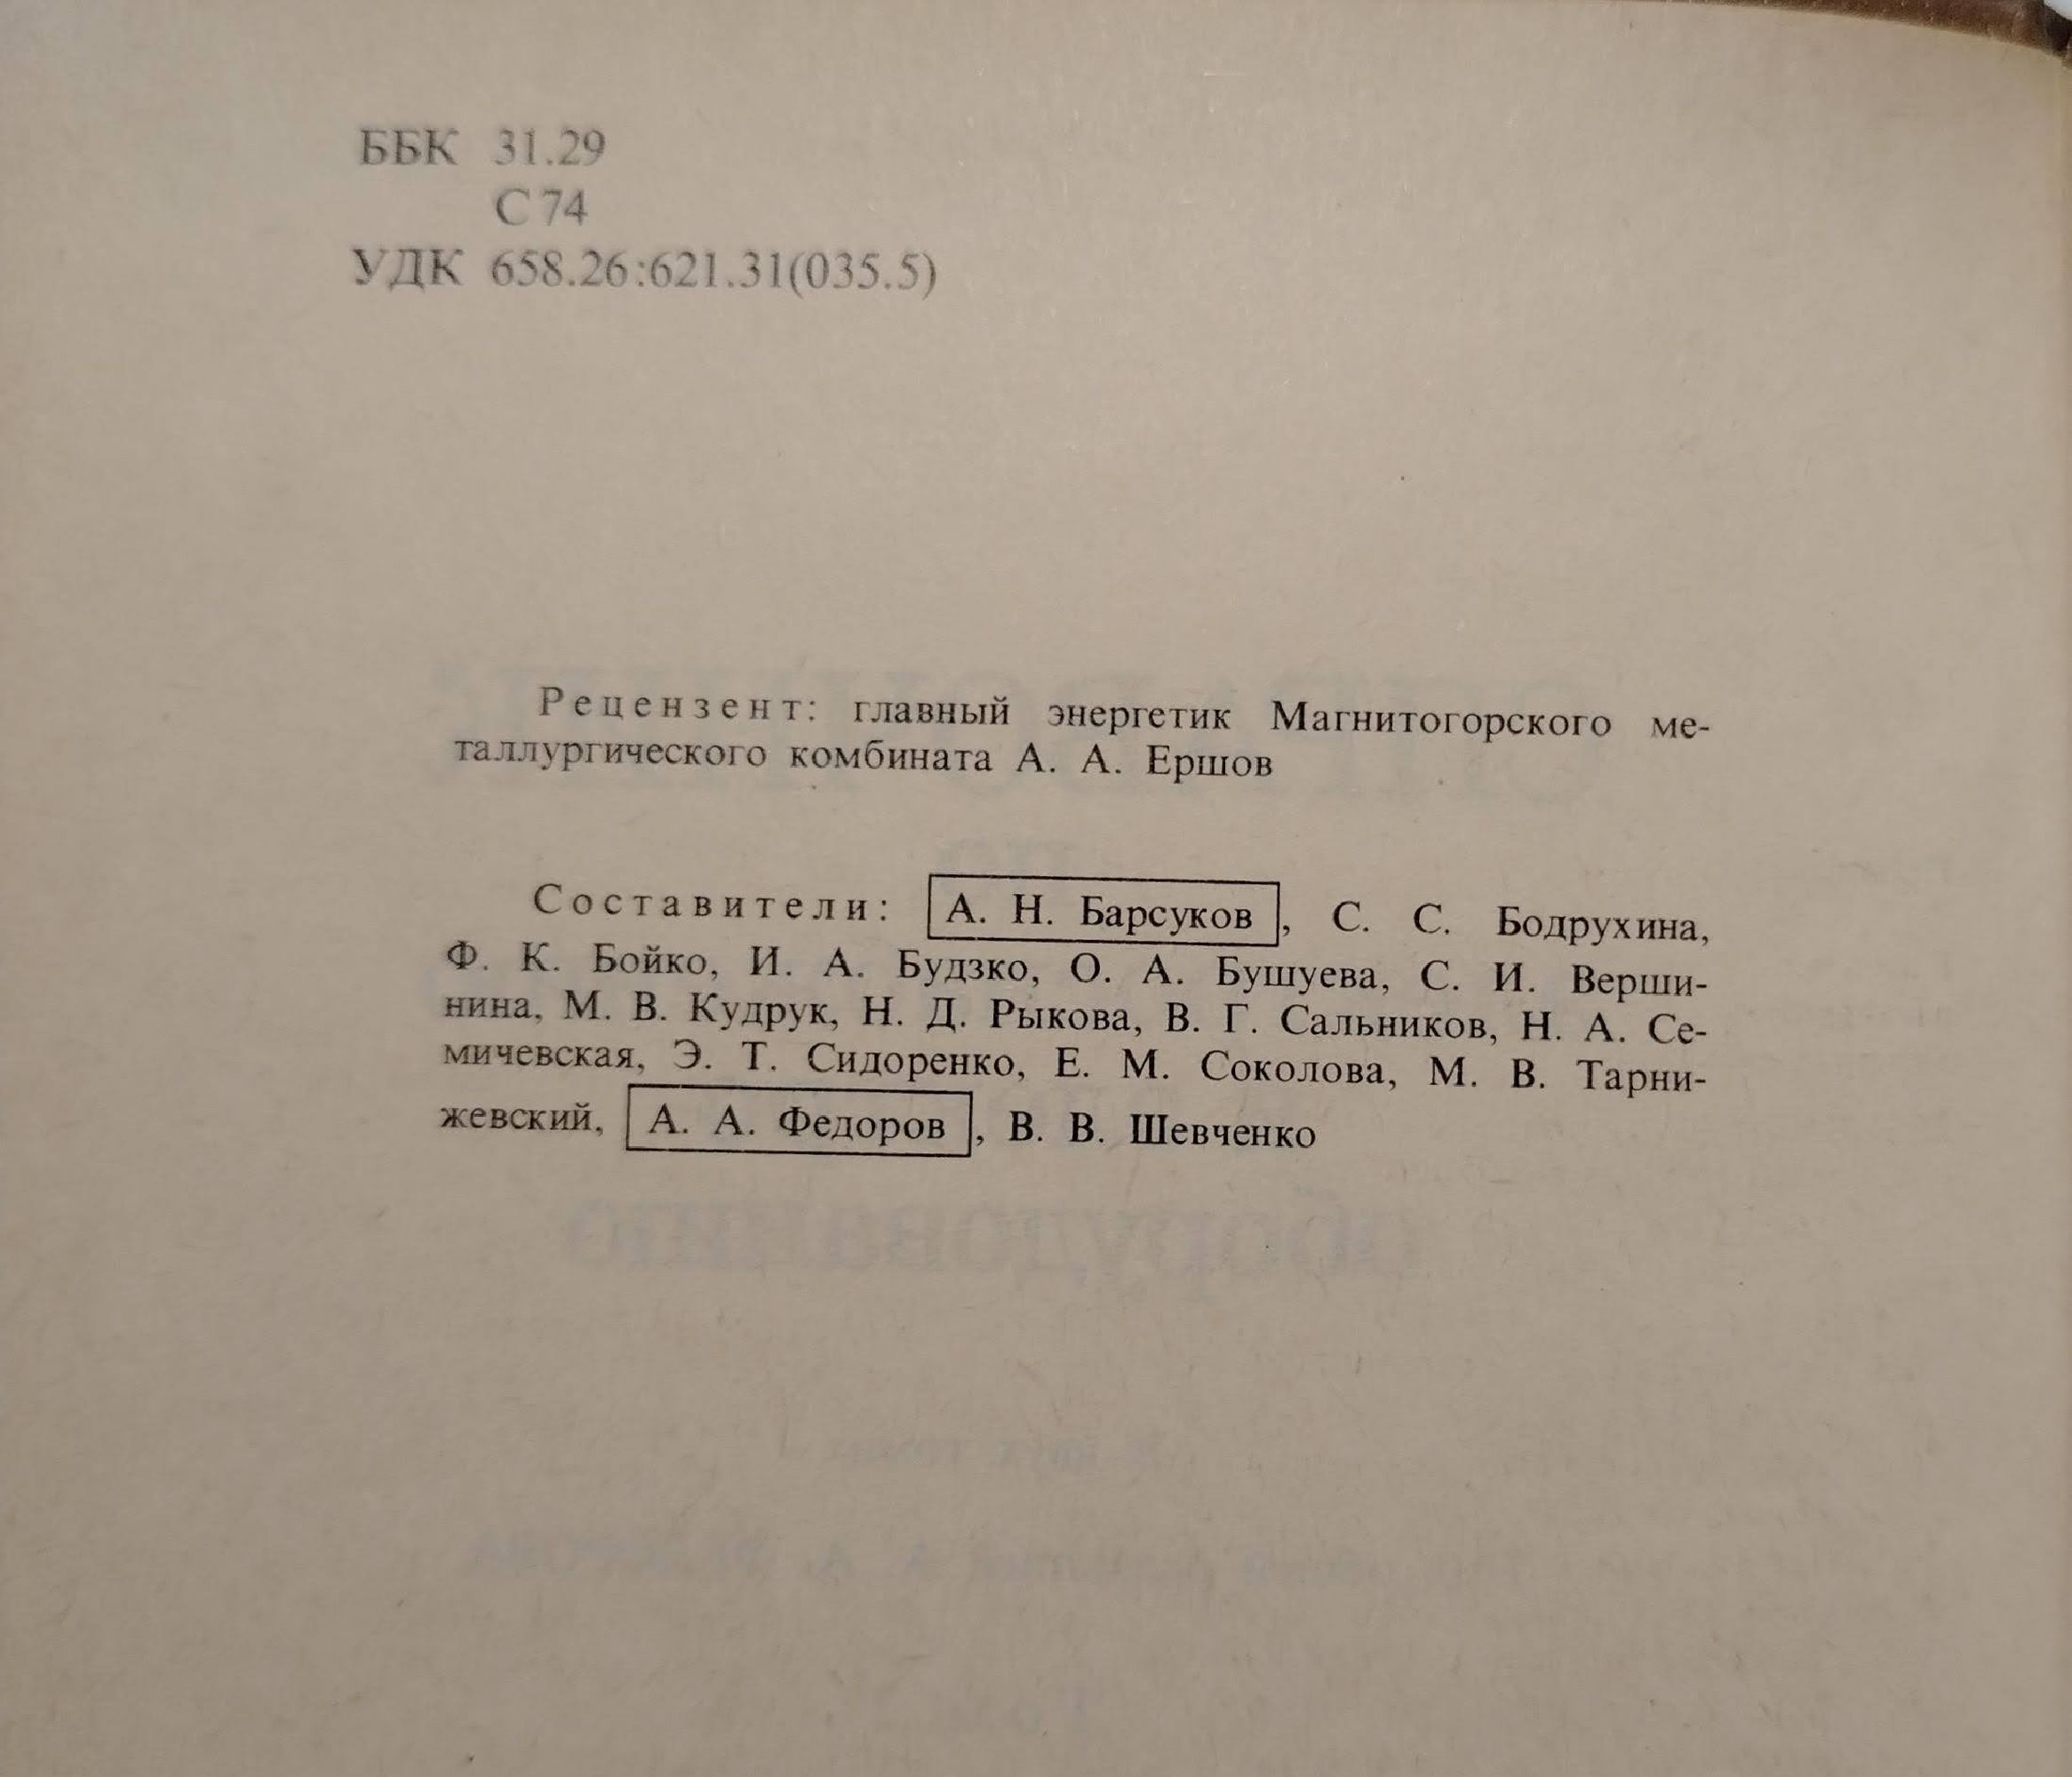 ББК 31.29
С 74
УДК 658.26:621.31(035.5)
Рецензент: главный энергетик Магнитогорского ме-
таллургического комбината А. А. Ершов
Составители: А. Н. Барсуков, С. С. Бодрухина,
Ф. К. Бойко, И. А. Будзко, О. А. Бушуева, С. И. Верши-
нина, М. В. Кудрук, Н. Д. Рыкова, В. Г. Сальников, Н. А. Се-
мичевская, Э. Т. Сидоренко, Е. М. Соколова, М. В. Тарни-
жевский, А. А. Федоров, В. В. Шевченко